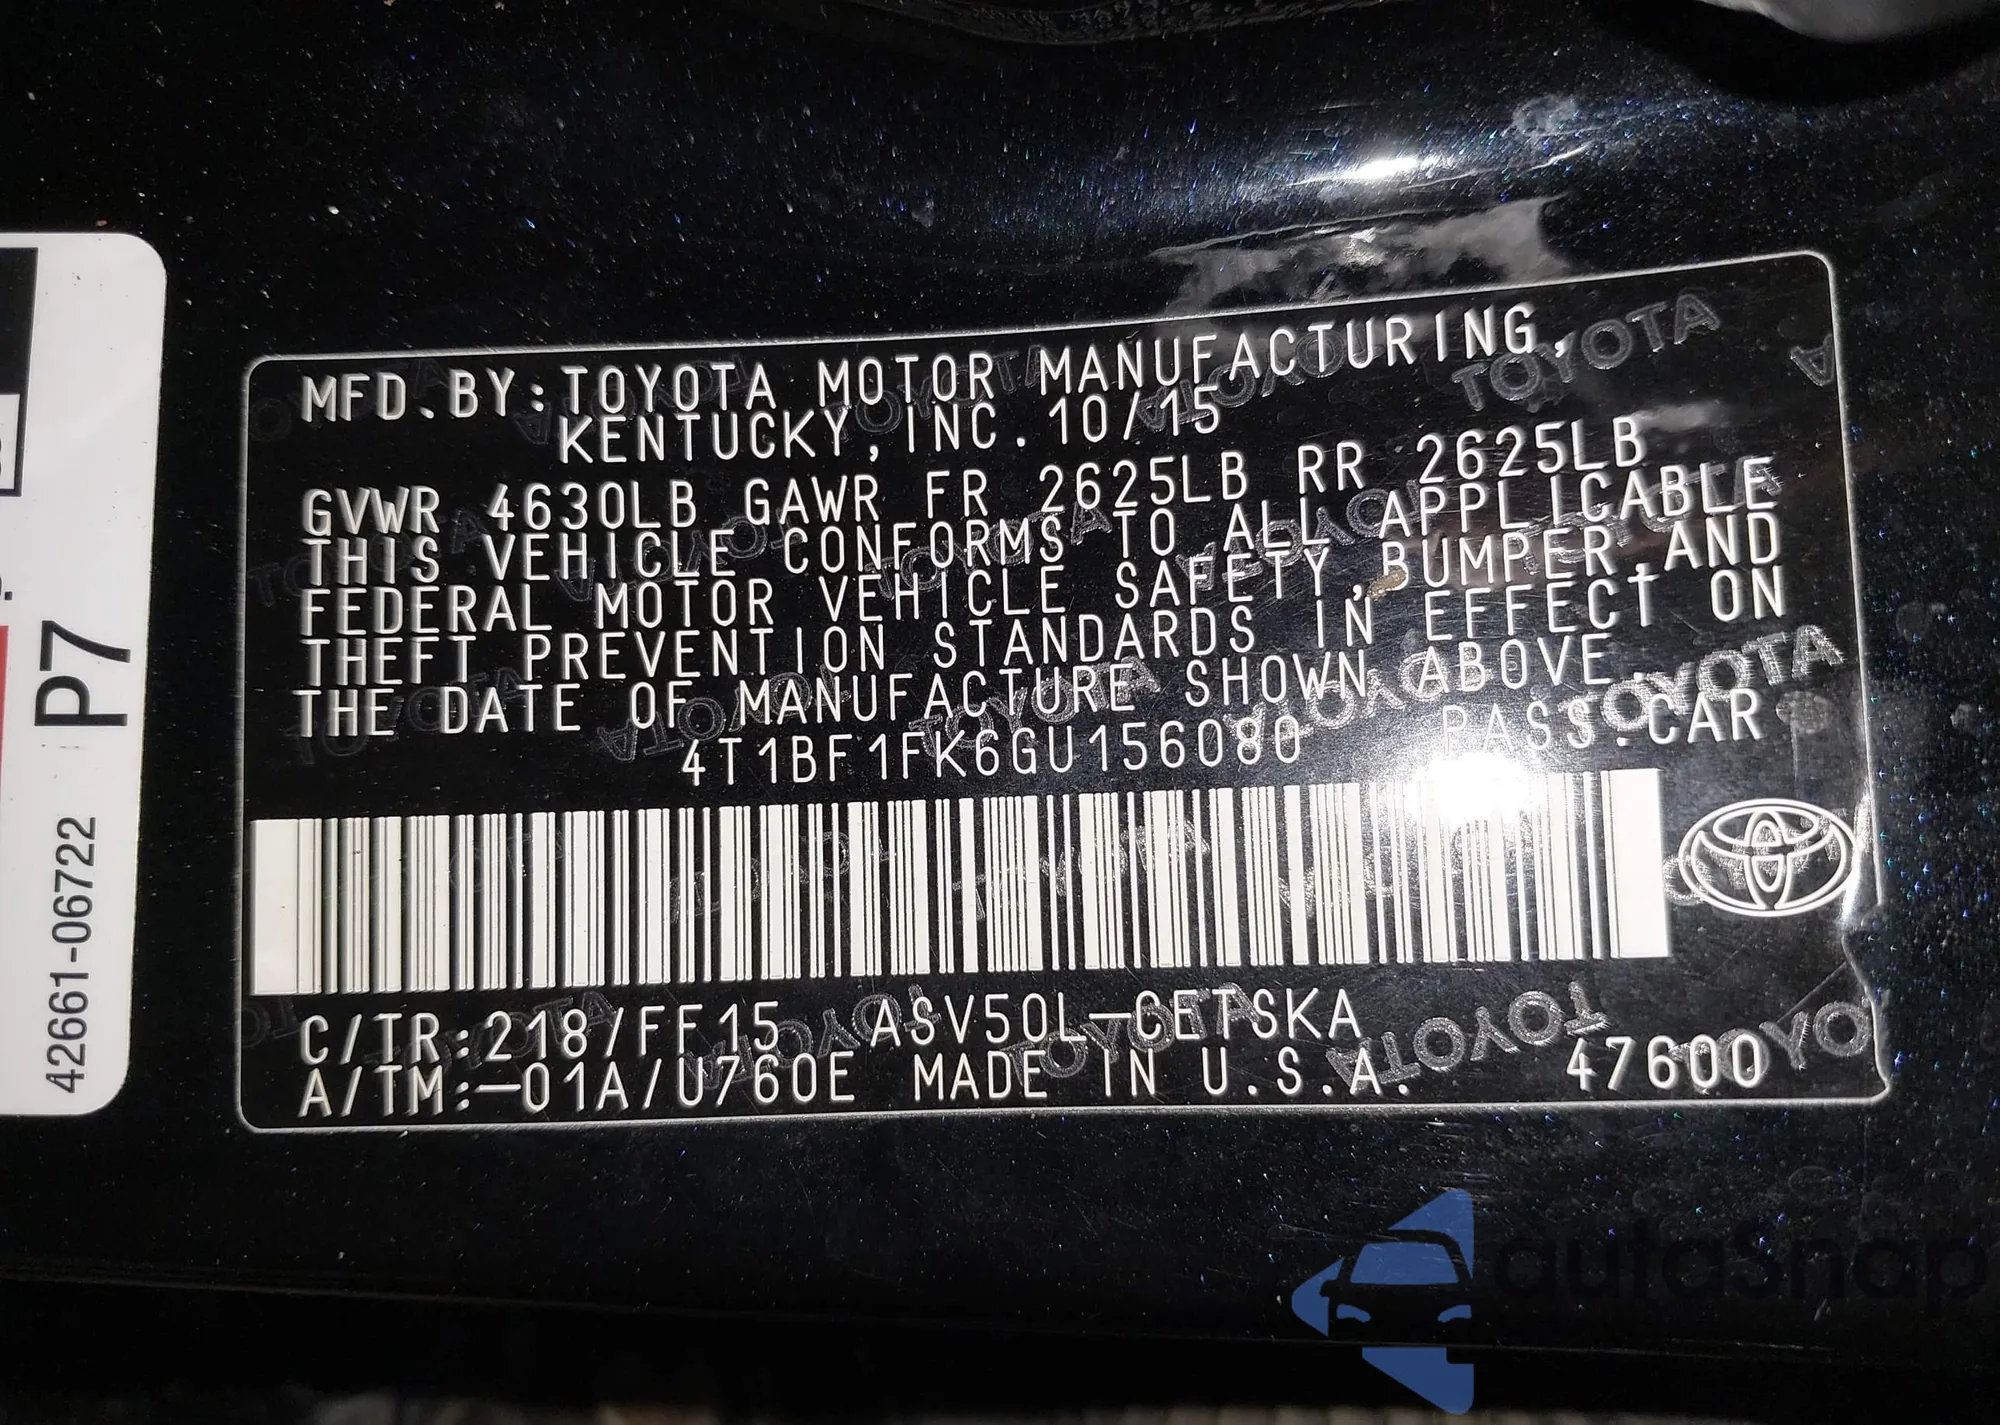 MFD.BY:TOYOTA MOTOR MANUFACTURING,
KENTUCKY,INC.10/15
GVWR 4630LB GAWR FR 2625LB RR 2625LB
THIS VEHICLE CONFORMS TO ALL APPLICABLE
FEDERAL MOTOR VEHICLE SAFETY,BUMPER,AND
THEFT PREVENTION STANDARDS IN EFFECT ON
THE DATE OF MANUFACTURE SHOWN ABOVE.
4T1BF1FK6GU156080 PASS.CAR
C/TR:218/FF15 ASV50L-CETSKA
A/TM:-01A/U760E MADE IN U.S.A. 47600
P7
42661-06722
autosnap